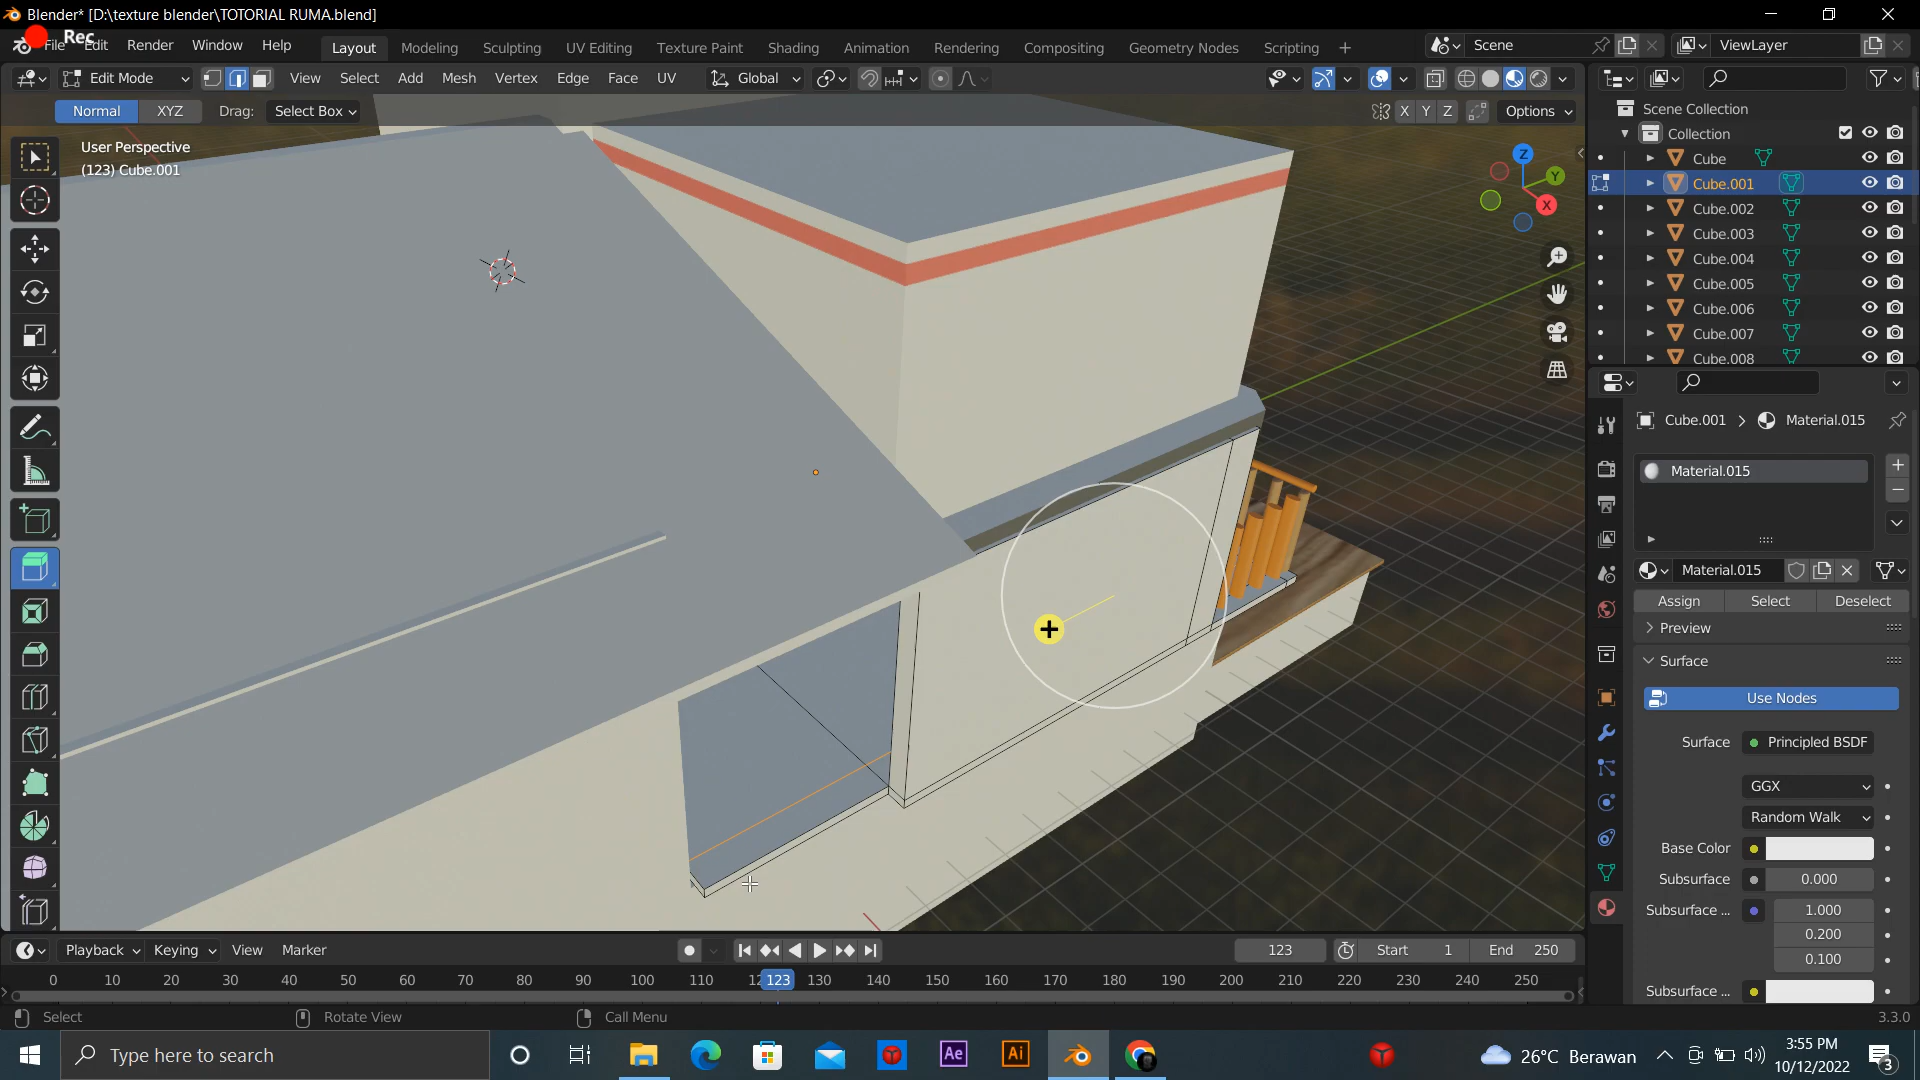 Blender* [D:\texture blender\TOTORIAL RUMA.blend]
Rec
File Edit Render Window Help Layout Modeling Sculpting UV Editing Texture Paint Shading Animation Rendering Compositing Geometry Nodes Scripting + Scene ViewLayer
Edit Mode View Select Add Mesh Vertex Edge Face UV Global
Normal XYZ Drag: Select Box X Y Z Options
User Perspective
(123) Cube.001
Z
Y
X
Scene Collection
Collection
Cube
Cube.001
Cube.002
Cube.003
Cube.004
Cube.005
Cube.006
Cube.007
Cube.008
Cube.001 > Material.015
Material.015
Material.015
Assign Select Deselect
Preview
Surface
Use Nodes
Surface Principled BSDF
GGX
Random Walk
Base Color
Subsurface 0.000
Subsurface ... 1.000
0.200
0.100
Subsurface ...
Playback Keying View Marker 123 Start 1 End 250
0 10 20 30 40 50 60 70 80 90 100 110 12 123 130 140 150 160 170 180 190 200 210 220 230 240 250
Select Rotate View Call Menu 3.3.0
Type here to search Ae Ai 26°C Berawan 3:55 PM
10/12/2022 3